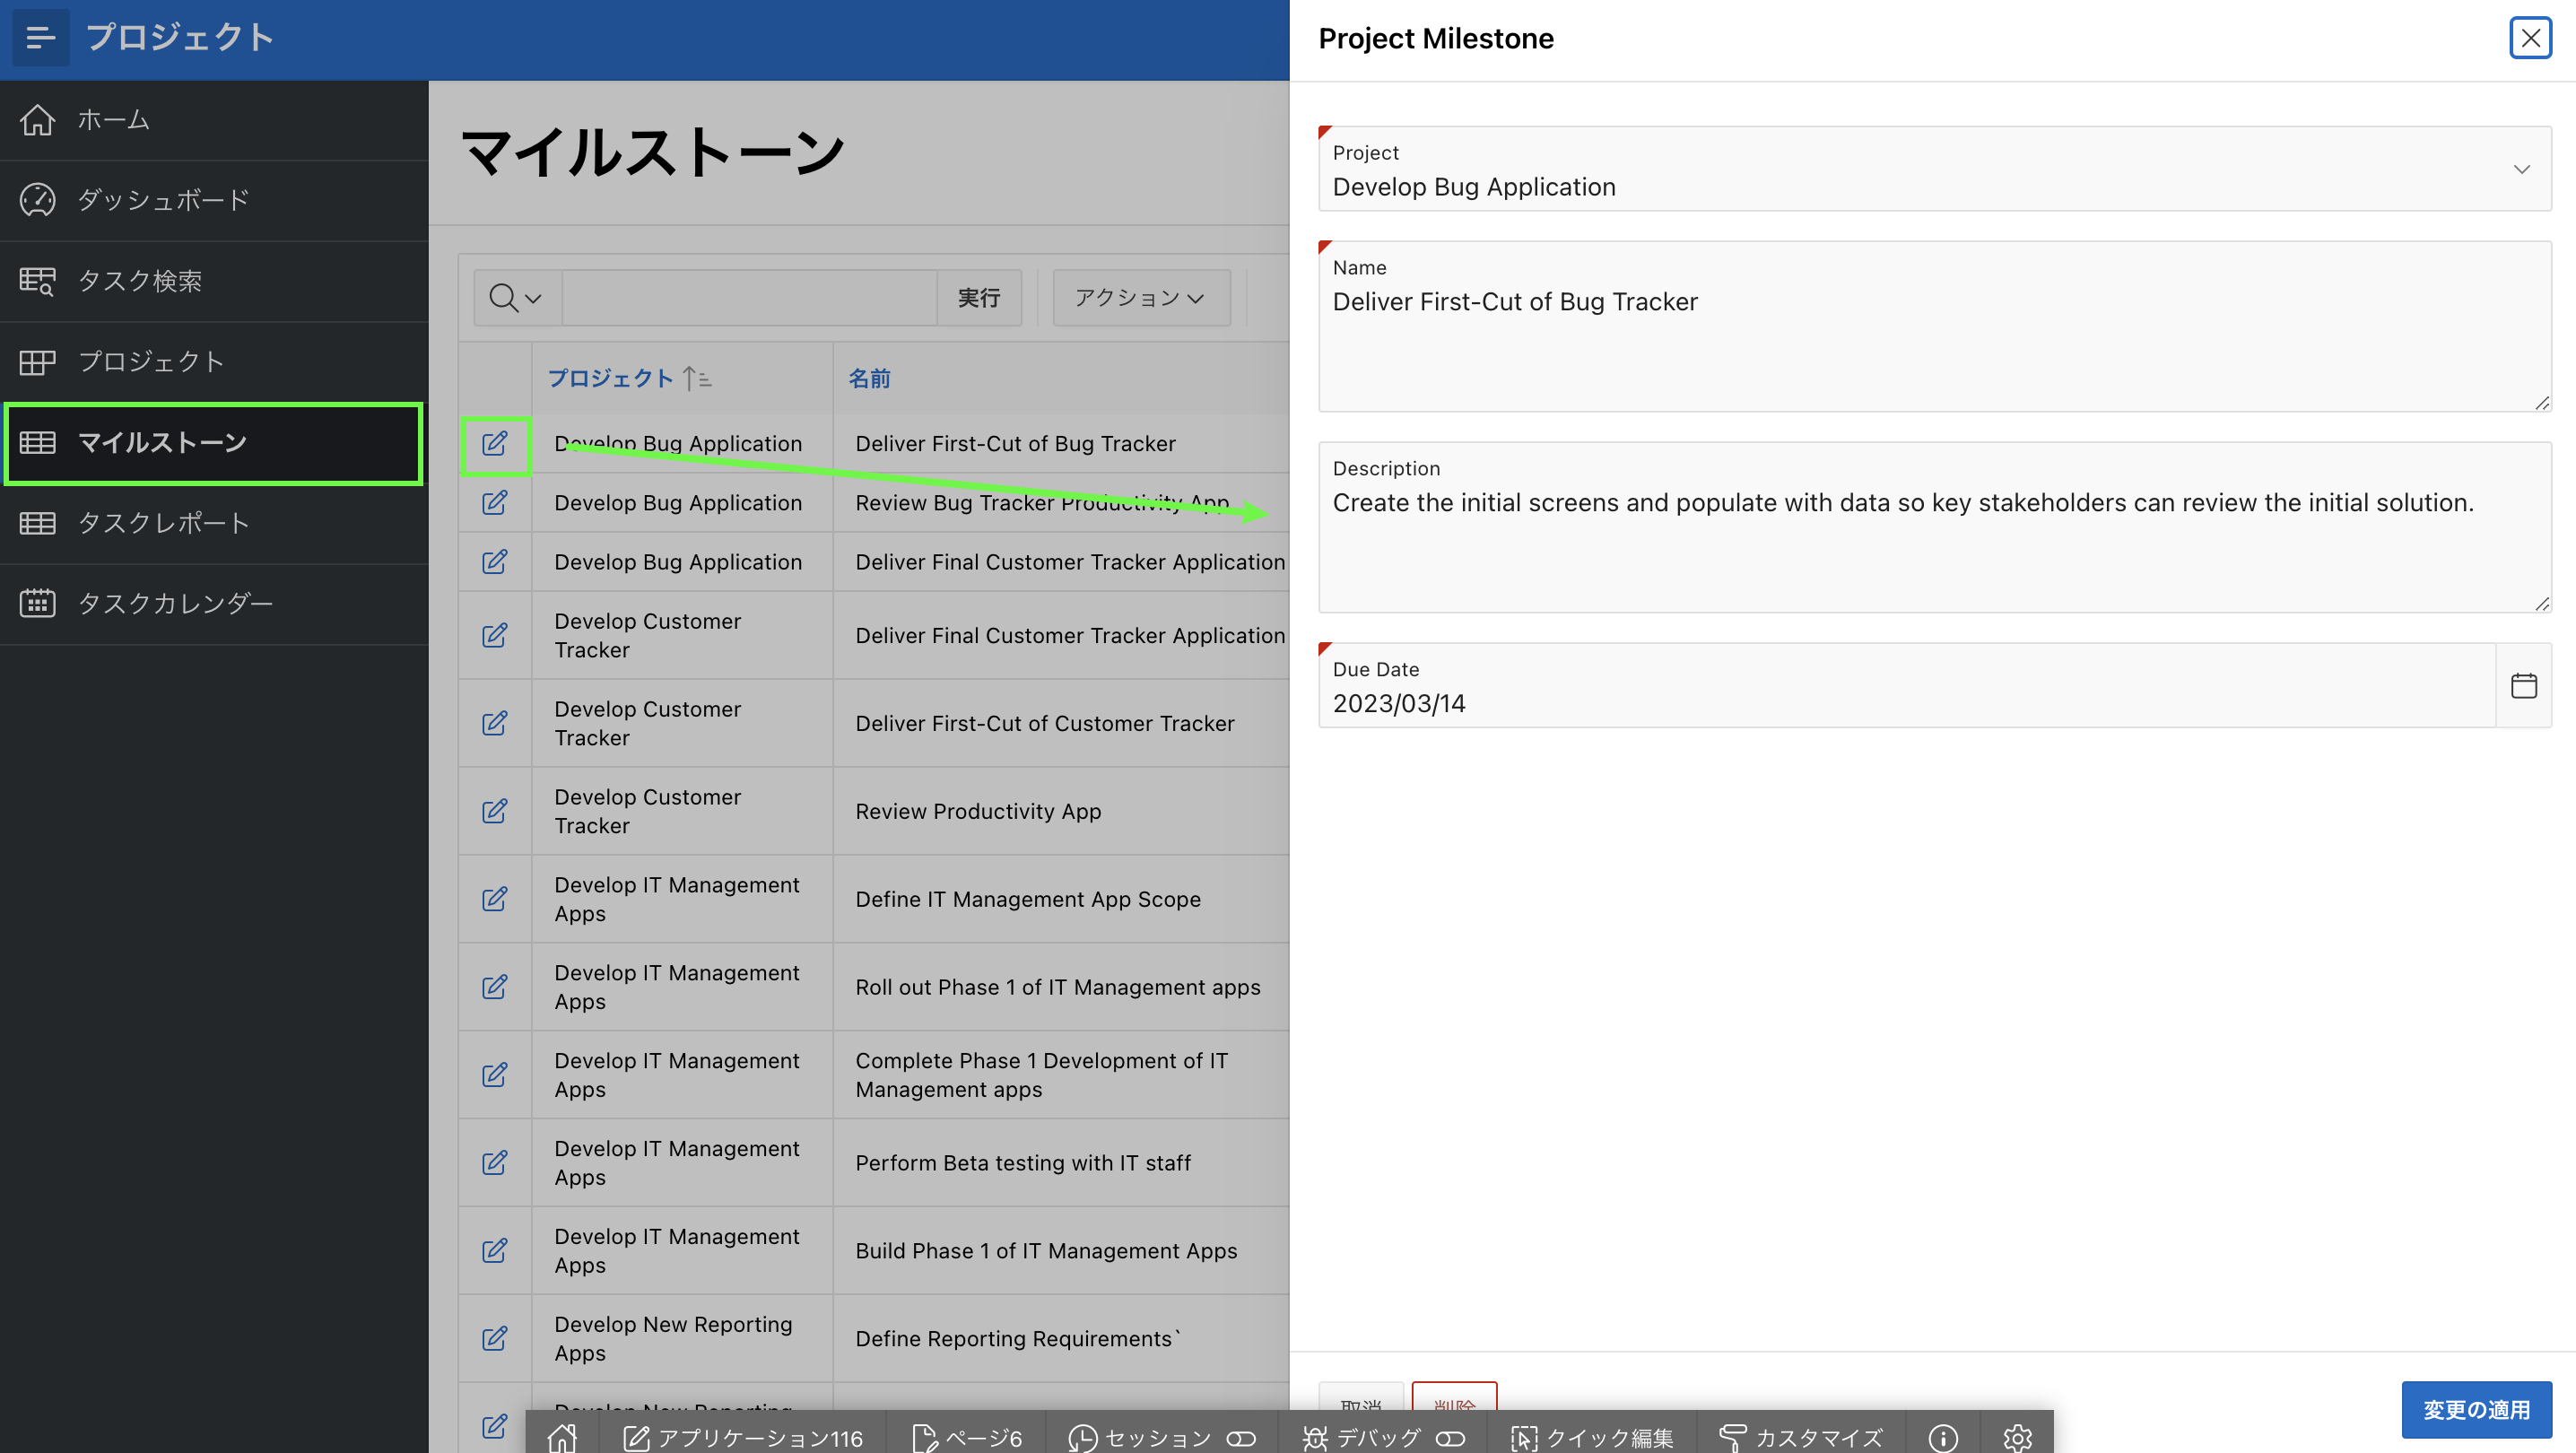 プロジェクト
ホーム
ダッシュボード
タスク検索
プロジェクト
マイルストーン
タスクレポート
タスクカレンダー
マイルストーン
実行
アクション
プロジェクト
名前
Develop Bug Application
Deliver First-Cut of Bug Tracker
Develop Bug Application
Review Bug Tracker Productivity App
Develop Bug Application
Deliver Final Customer Tracker Application
Develop Customer
Tracker
Deliver Final Customer Tracker Application
Develop Customer
Tracker
Deliver First-Cut of Customer Tracker
Develop Customer
Tracker
Review Productivity App
Develop IT Management
Apps
Define IT Management App Scope
Develop IT Management
Apps
Roll out Phase 1 of IT Management apps
Develop IT Management
Apps
Complete Phase 1 Development of IT
Management apps
Develop IT Management
Apps
Perform Beta testing with IT staff
Develop IT Management
Apps
Build Phase 1 of IT Management Apps
Develop New Reporting
Apps
Define Reporting Requirements`
Develop New Reporting
Project Milestone
Project
Develop Bug Application
Name
Deliver First-Cut of Bug Tracker
Description
Create the initial screens and populate with data so key stakeholders can review the initial solution.
Due Date
2023/03/14
取消
削除
変更の適用
アプリケーション116
ページ6
セッション
デバッグ
クイック編集
カスタマイズ